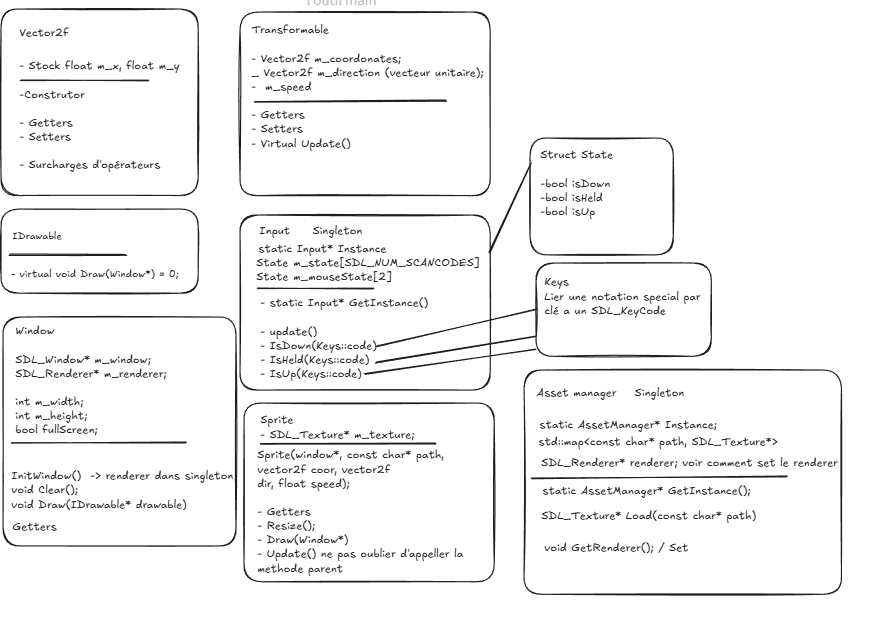 l'outil main
Vector2f
- Stock float m_x, float m_y
-Construtor
- Getters
- Setters
- Surcharges d'opérateurs
Transformable
- Vector2f m_coordonates;
_ Vector2f m_direction (vecteur unitaire);
- m_speed
- Getters
- Setters
- Virtual Update()
Struct State
-bool isDown
-bool isHeld
-bool isUp
IDrawable
- virtual void Draw(Window*) = 0;
Input Singleton
static Input* Instance
State m_state[SDL_NUM_SCANCODES]
State m_mouseState[2]
- static Input* GetInstance()
- update()
- IsDown(Keys::code)
- IsHeld(Keys::code)
- IsUp(Keys::code)
Keys
Lier une notation special par
clé a un SDL_KeyCode
Window
SDL_Window* m_window;
SDL_Renderer* m_renderer;
int m_width;
int m_height;
bool fullScreen;
InitWindow() -> renderer dans singleton
void Clear();
void Draw(IDrawable* drawable)
Getters
Sprite
- SDL_Texture* m_texture;
Sprite(window*, const char* path,
vector2f coor, vector2f
dir, float speed);
- Getters
- Resize();
- Draw(Window*)
- Update() ne pas oublier d'appeller la
methode parent
Asset manager Singleton
static AssetManager* Instance;
std::map<const char* path, SDL_Texture*>
SDL_Renderer* renderer; voir comment set le renderer
static AssetManager* GetInstance();
SDL_Texture* Load(const char* path)
void GetRenderer(); / Set